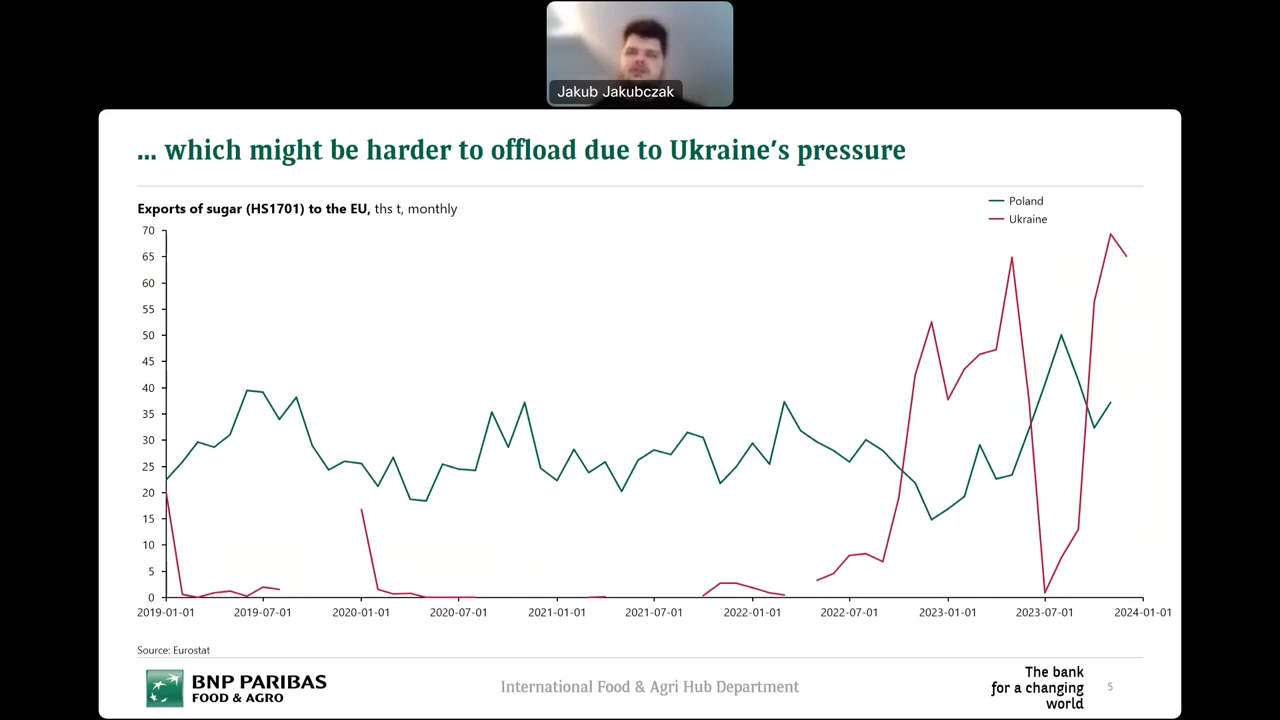 Jakub Jakubczak
... which might be harder to offload due to Ukraine's pressure
Exports of sugar (HS1701) to the EU, ths t, monthly
Poland
Ukraine
70
65
60
55
50
45
40
35
30
25
20
15
10
5
0
2019-01-01 2019-07-01 2020-01-01 2020-07-01 2021-01-01 2021-07-01 2022-01-01 2022-07-01 2023-01-01 2023-07-01 2024-01-01
Source: Eurostat
BNP PARIBAS
FOOD & AGRO
International Food & Agri Hub Department
The bank
for a changing
world
5